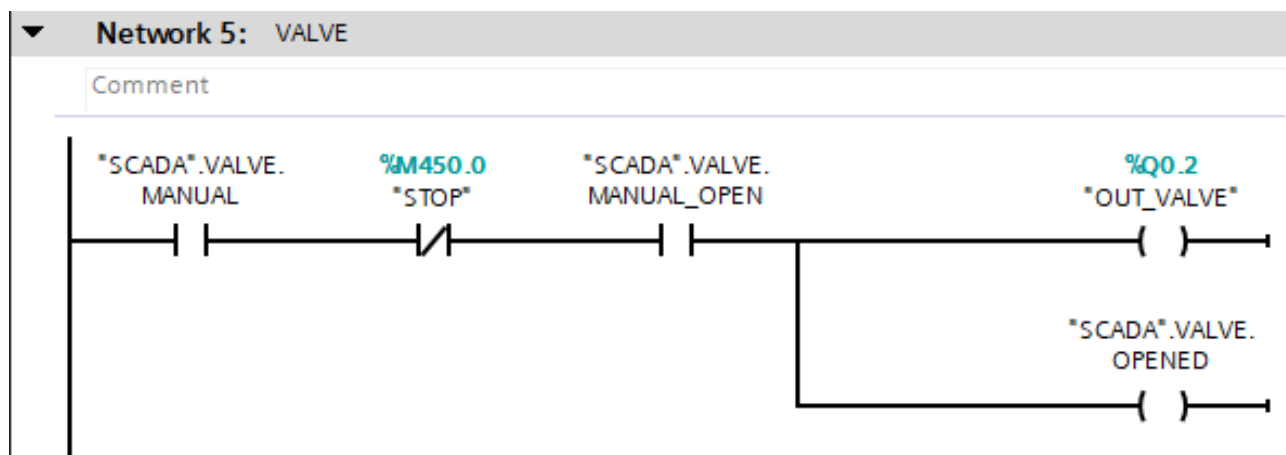 Network 5: VALVE
Comment
"SCADA".VALVE.
MANUAL
%M450.0
"STOP"
"SCADA".VALVE.
MANUAL_OPEN
%Q0.2
"OUT_VALVE"
"SCADA".VALVE.
OPENED